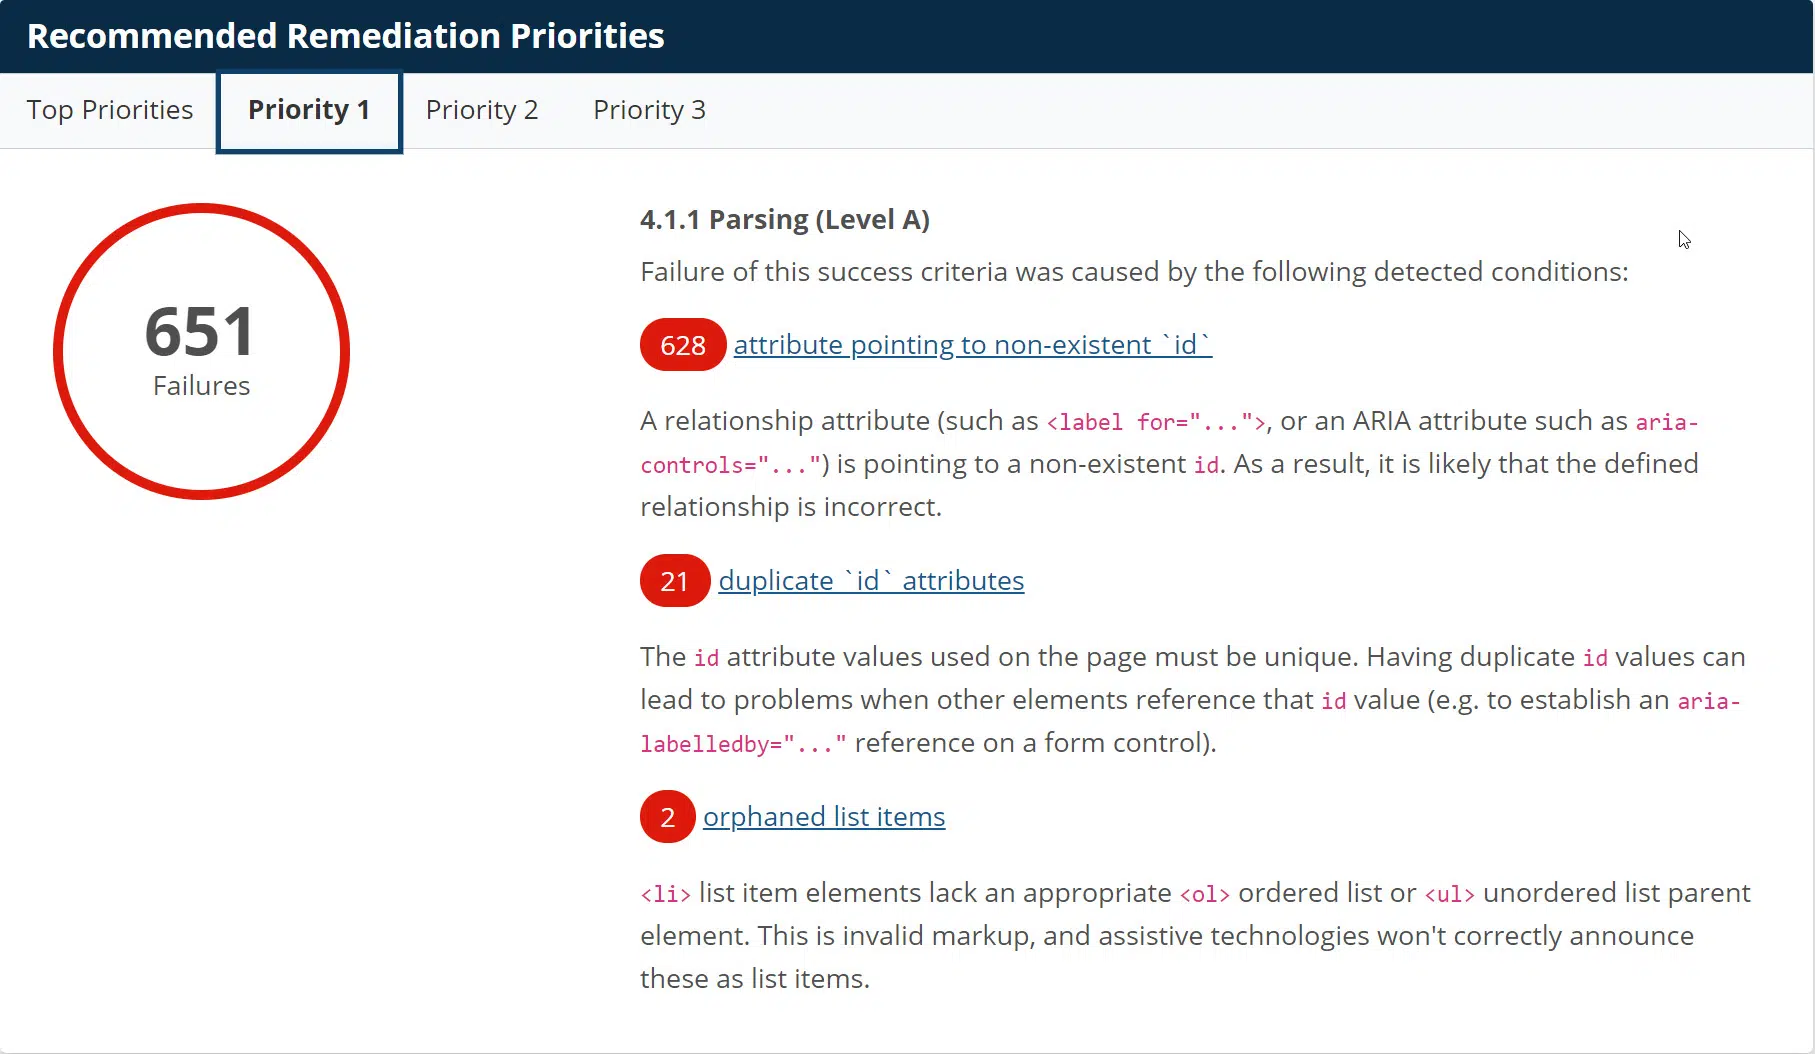 Recommended Remediation Priorities
Top Priorities Priority 1 Priority 2 Priority 3
651
Failures
4.1.1 Parsing (Level A)
Failure of this success criteria was caused by the following detected conditions:
628 attribute pointing to non-existent `id`
A relationship attribute (such as <label for="...">, or an ARIA attribute such as aria-
controls="...") is pointing to a non-existent id. As a result, it is likely that the defined
relationship is incorrect.
21 duplicate `id` attributes
The id attribute values used on the page must be unique. Having duplicate id values can
lead to problems when other elements reference that id value (e.g. to establish an aria-
labelledby="..." reference on a form control).
2 orphaned list items
<li> list item elements lack an appropriate <ol> ordered list or <ul> unordered list parent
element. This is invalid markup, and assistive technologies won't correctly announce
these as list items.